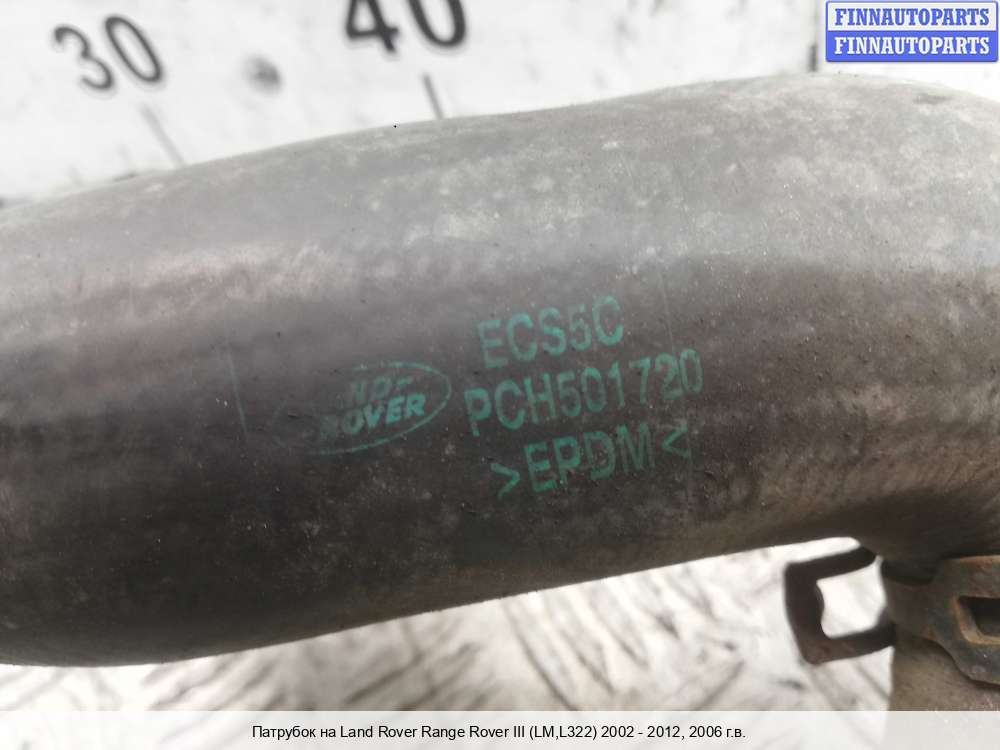 FINNAUTOPARTS
FINNAUTOPARTS
30
40
ECS5C
PCH501720
>EPDM<
ROVER
Патрубок на Land Rover Range Rover III (LM,L322) 2002 - 2012, 2006 г.в.